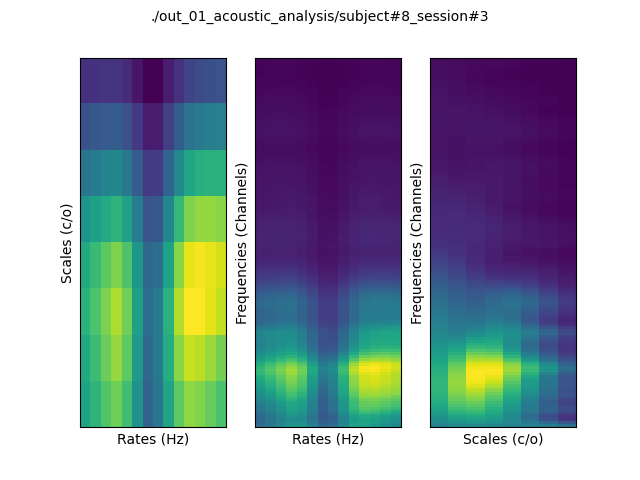 ./out_01_acoustic_analysis/subject#8_session#3
Scales (c/o)
Rates (Hz)
Frequencies (Channels)
Rates (Hz)
Frequencies (Channels)
Scales (c/o)